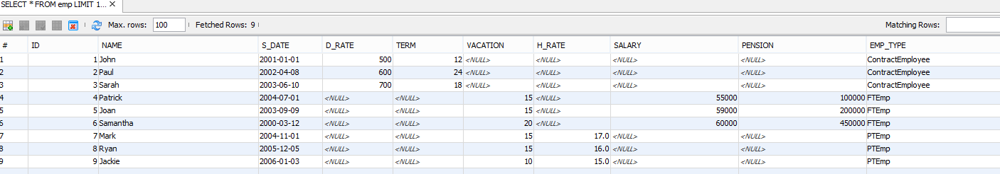 SELECT * FROM emp LIMIT 1... ×
Max. rows: 100 Fetched Rows: 9 Matching Rows:
# ID NAME S_DATE D_RATE TERM VACATION H_RATE SALARY PENSION EMP_TYPE
1 1 John 2001-01-01 500 12 <NULL> <NULL> <NULL> <NULL> ContractEmployee
2 2 Paul 2002-04-08 600 24 <NULL> <NULL> <NULL> <NULL> ContractEmployee
3 3 Sarah 2003-06-10 700 18 <NULL> <NULL> <NULL> <NULL> ContractEmployee
4 4 Patrick 2004-07-01 <NULL> <NULL> 15 <NULL> 55000 100000 FTEmp
5 5 Joan 2003-09-09 <NULL> <NULL> 15 <NULL> 59000 200000 FTEmp
6 6 Samantha 2000-03-12 <NULL> <NULL> 20 <NULL> 60000 450000 FTEmp
7 7 Mark 2004-11-01 <NULL> <NULL> 15 17.0 <NULL> <NULL> PTEmp
8 8 Ryan 2005-12-05 <NULL> <NULL> 15 16.0 <NULL> <NULL> PTEmp
9 9 Jackie 2006-01-03 <NULL> <NULL> 10 15.0 <NULL> <NULL> PTEmp